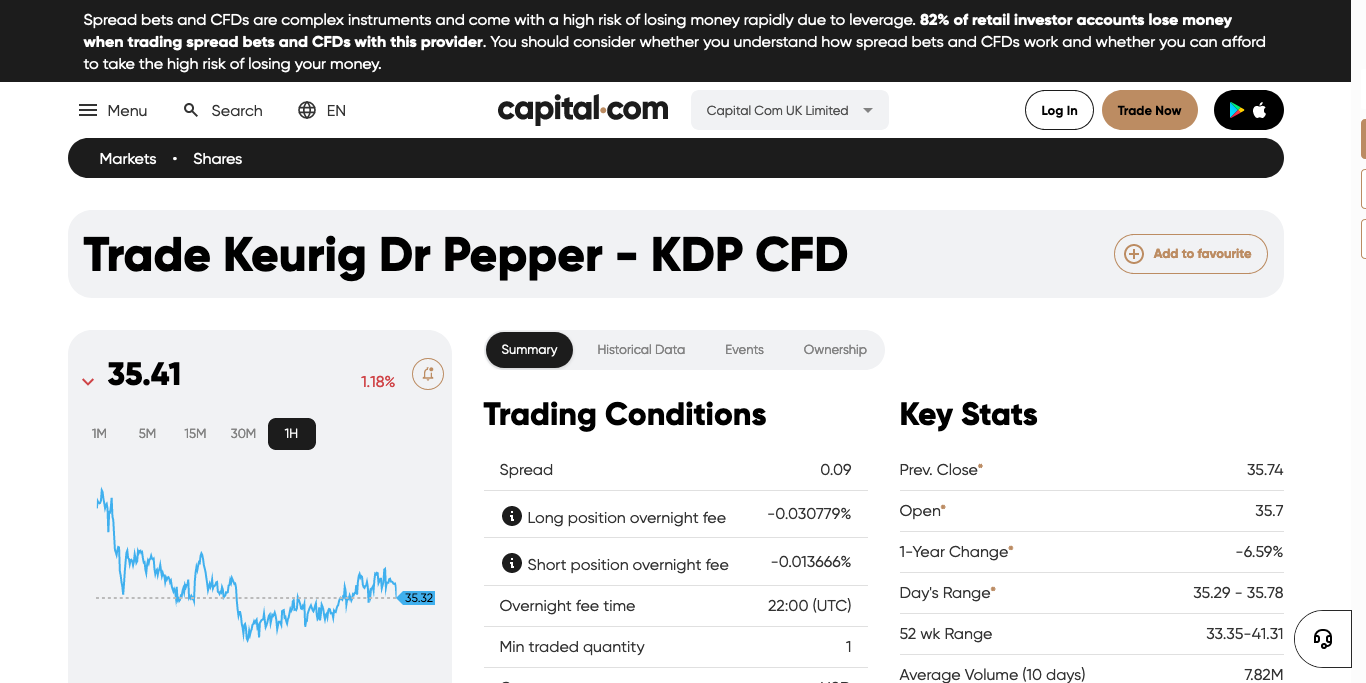 Spread bets and CFDs are complex instruments and come with a high risk of losing money rapidly due to leverage. 82% of retail investor accounts lose money
when trading spread bets and CFDs with this provider. You should consider whether you understand how spread bets and CFDs work and whether you can afford
to take the high risk of losing your money.
Menu Search EN capital.com Capital Com UK Limited Log In Trade Now
Markets • Shares
Trade Keurig Dr Pepper - KDP CFD
Add to favourite
35.41 1.18%
1M 5M 15M 30M 1H
35.32
Summary Historical Data Events Ownership
Trading Conditions
Spread 0.09
Long position overnight fee -0.030779%
Short position overnight fee -0.013666%
Overnight fee time 22:00 (UTC)
Min traded quantity 1
Key Stats
Prev. Close* 35.74
Open* 35.7
1-Year Change* -6.59%
Day's Range* 35.29 - 35.78
52 wk Range 33.35-41.31
Average Volume (10 days) 7.82M